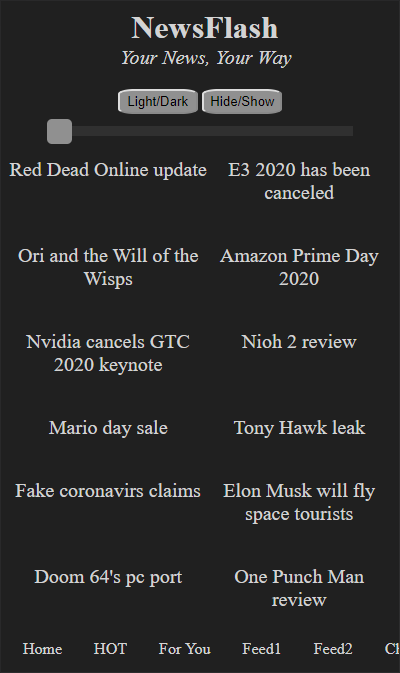 NewsFlash
Your News, Your Way
Light/Dark Hide/Show
Red Dead Online update
E3 2020 has been
canceled
Ori and the Will of the
Wisps
Amazon Prime Day
2020
Nvidia cancels GTC
2020 keynote
Nioh 2 review
Mario day sale
Tony Hawk leak
Fake coronavirs claims
Elon Musk will fly
space tourists
Doom 64's pc port
One Punch Man
review
Home HOT For You Feed1 Feed2